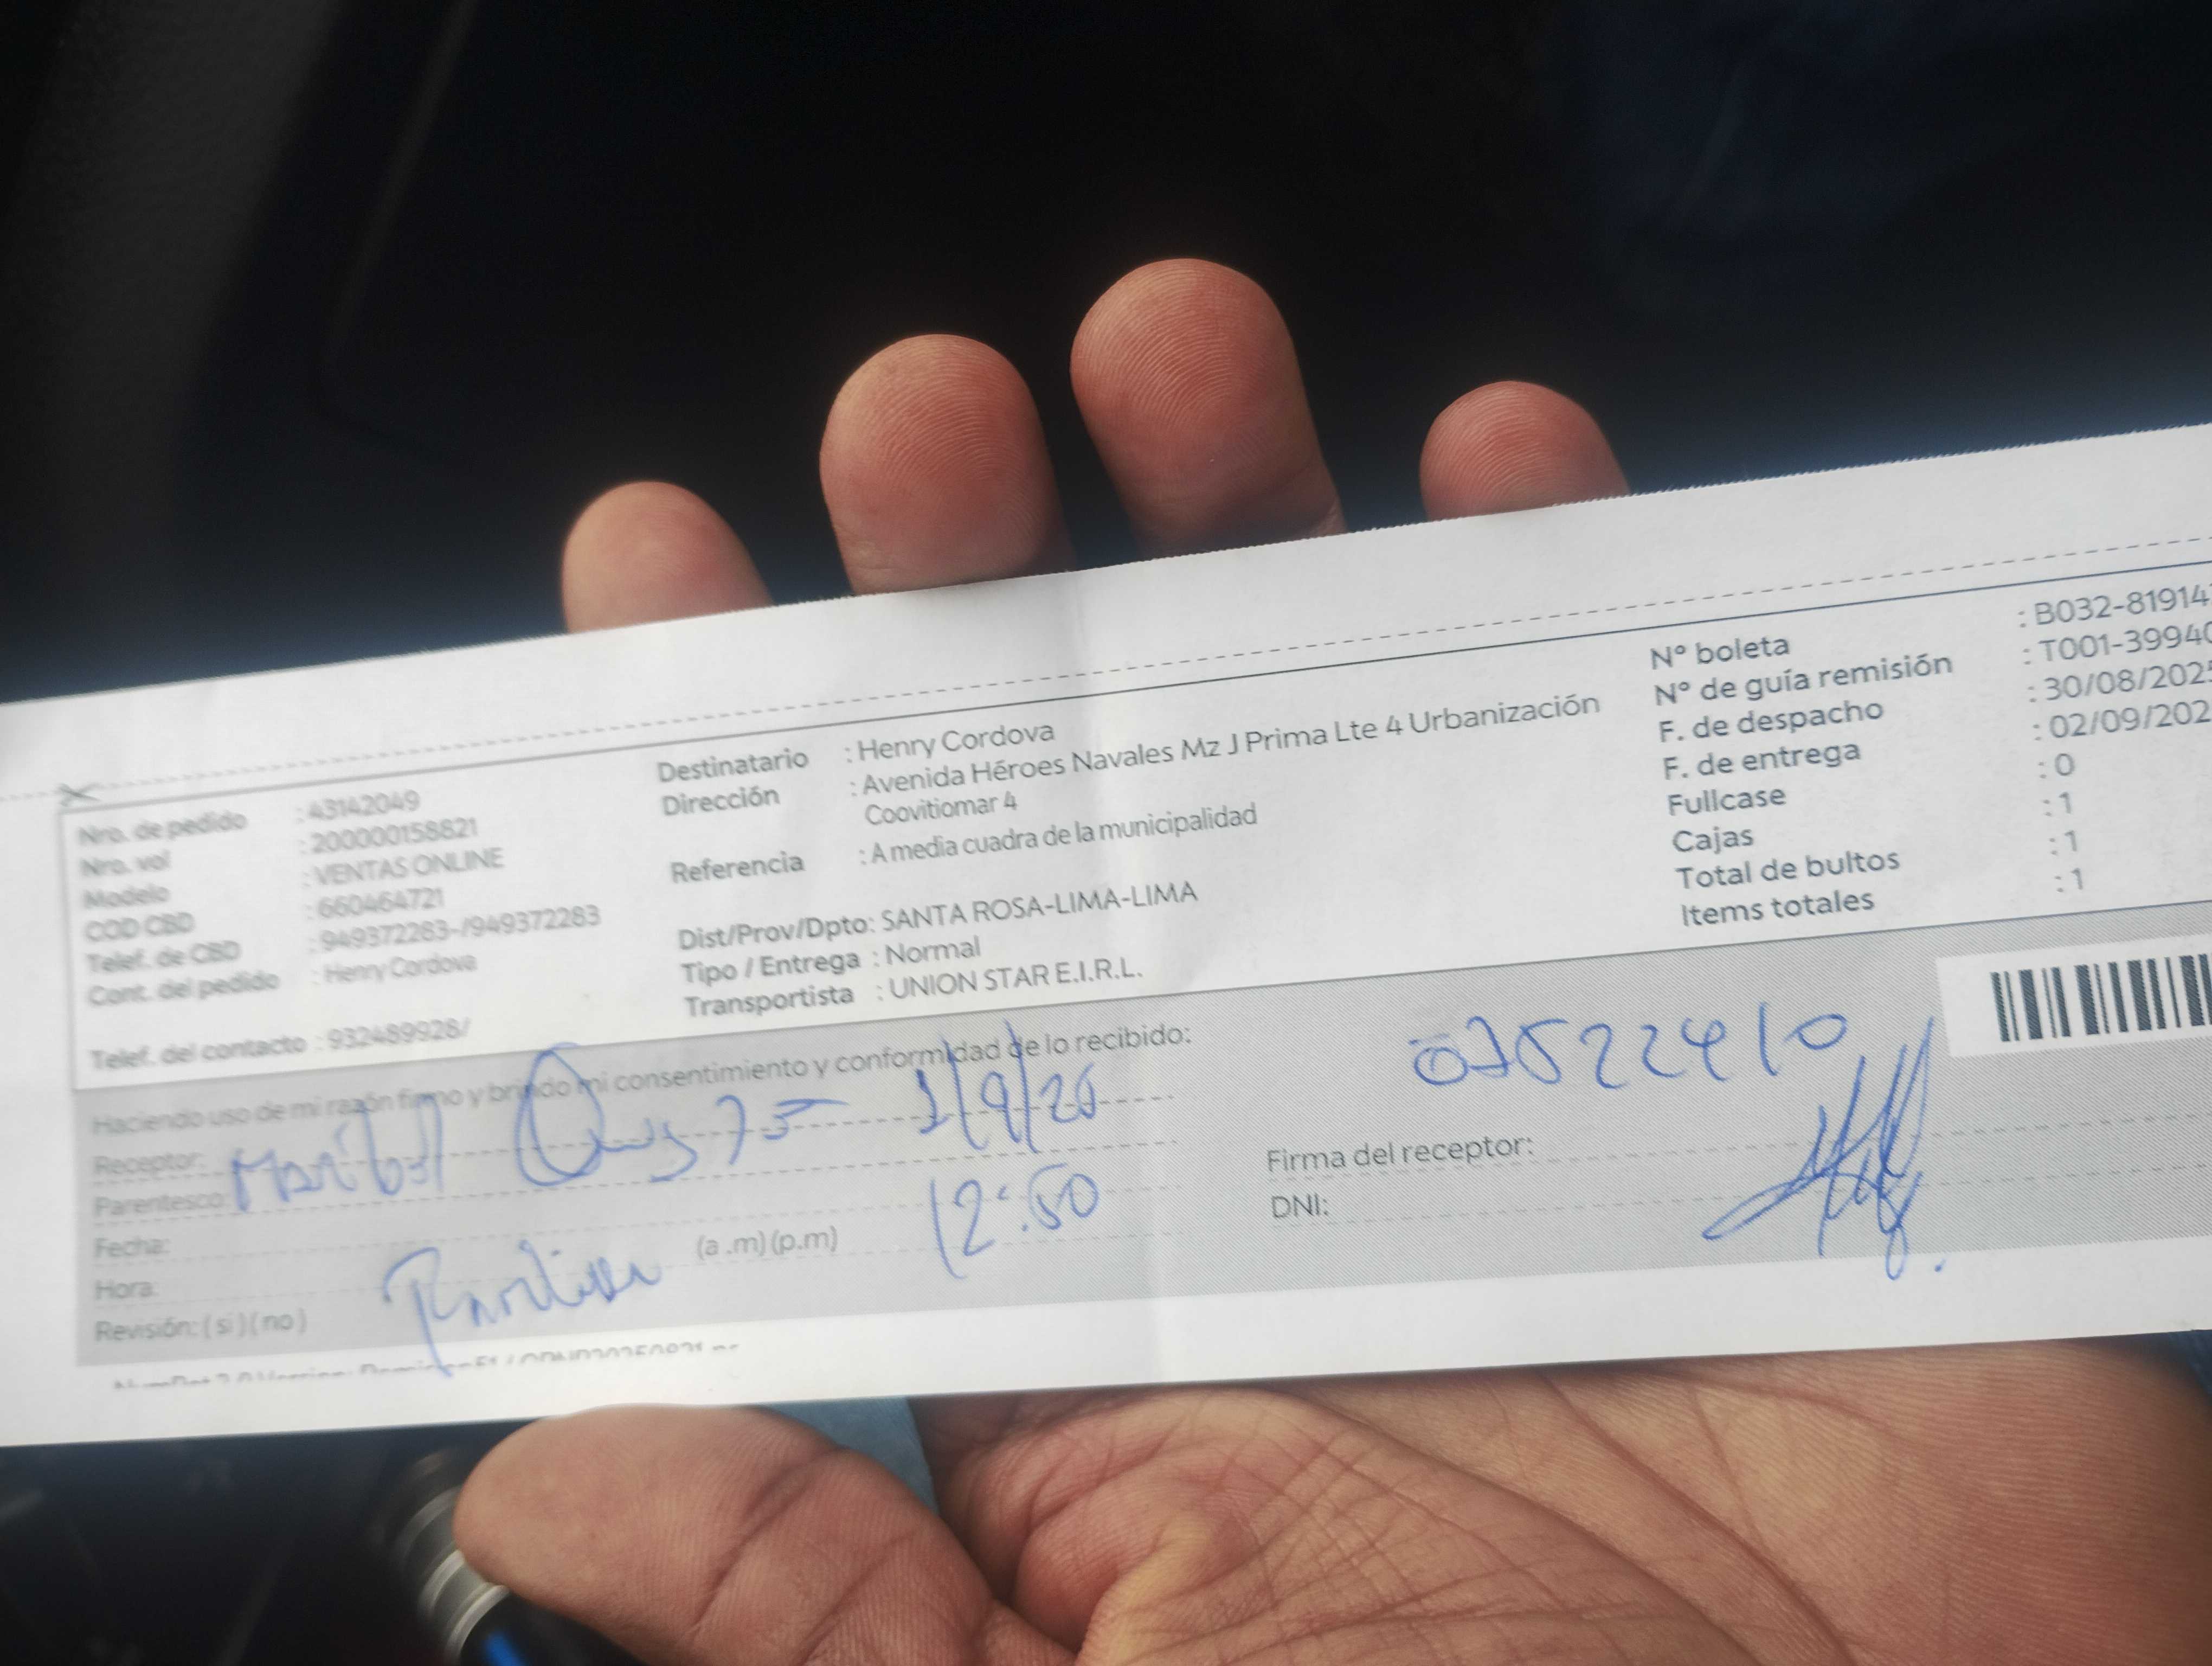 Nro. de pedido : 43142049
Nro. vol : 200000158821
Modelo : VENTAS ONLINE
COD CBD : 660464721
Telef. de CBD : 949372283-/949372283
Cont. del pedido : Henry Cordova
Telef. del contacto : 932489928/
Destinatario : Henry Cordova
Dirección : Avenida Héroes Navales Mz J Prima Lte 4 Urbanización
Coovitiomar 4
Referencia : A media cuadra de la municipalidad
Dist/Prov/Dpto: SANTA ROSA-LIMA-LIMA
Tipo / Entrega : Normal
Transportista : UNION STAR E.I.R.L.
N° boleta : B032-81914
N° de guía remisión : T001-3994
F. de despacho : 30/08/202
F. de entrega : 02/09/202
Fullcase : 0
Cajas : 1
Total de bultos : 1
Items totales : 1
Haciendo uso de mi razón firmo y brindo mi consentimiento y conformidad de lo recibido:
Receptor:
Parentesco: Maribel
Fecha:
Hora: (a .m) (p.m) 12:50
Revisión: ( si ) ( no )
07522410
Firma del receptor:
DNI: